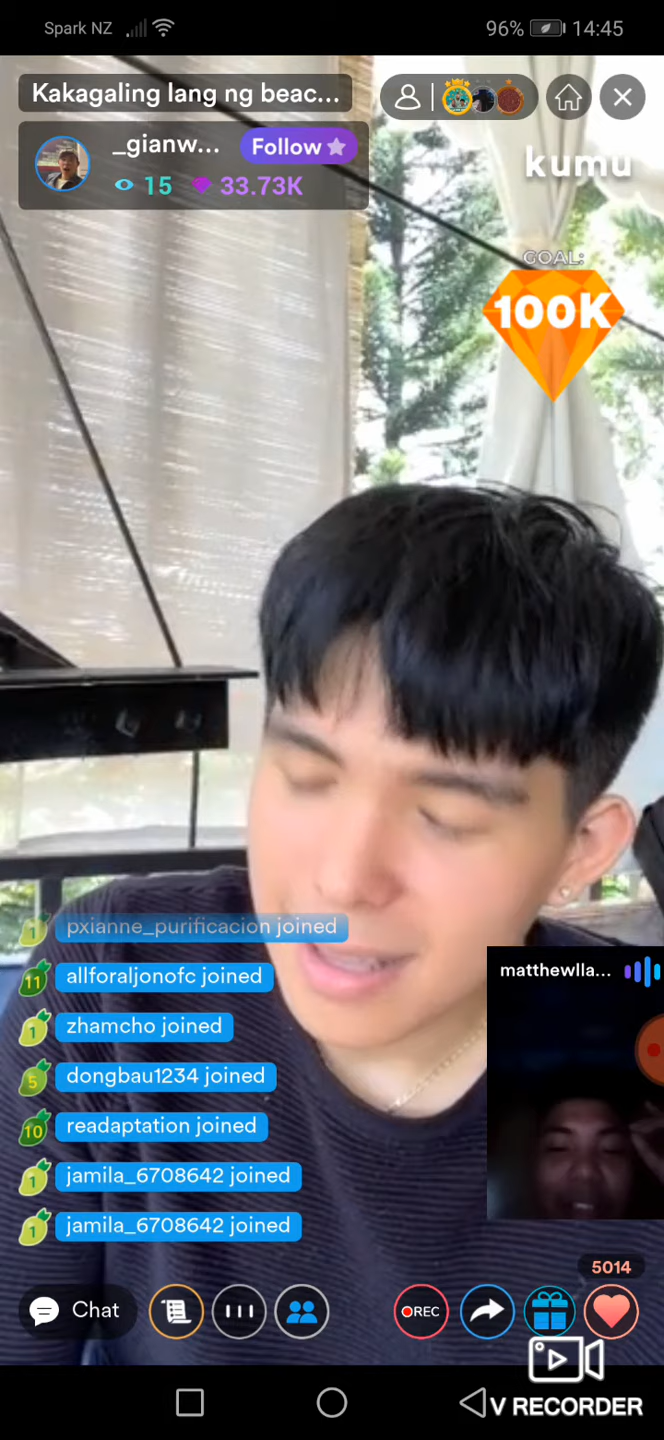 Spark NZ
96%
14:45
Kakagaling lang ng beac...
_gianw...
Follow
15
33.73K
kumu
GOAL:
100K
1 pxianne_purificacion joined
11 allforaljonofc joined
1 zhamcho joined
5 dongbau1234 joined
10 readaptation joined
1 jamila_6708642 joined
1 jamila_6708642 joined
matthewlla...
5014
Chat
REC
V RECORDER